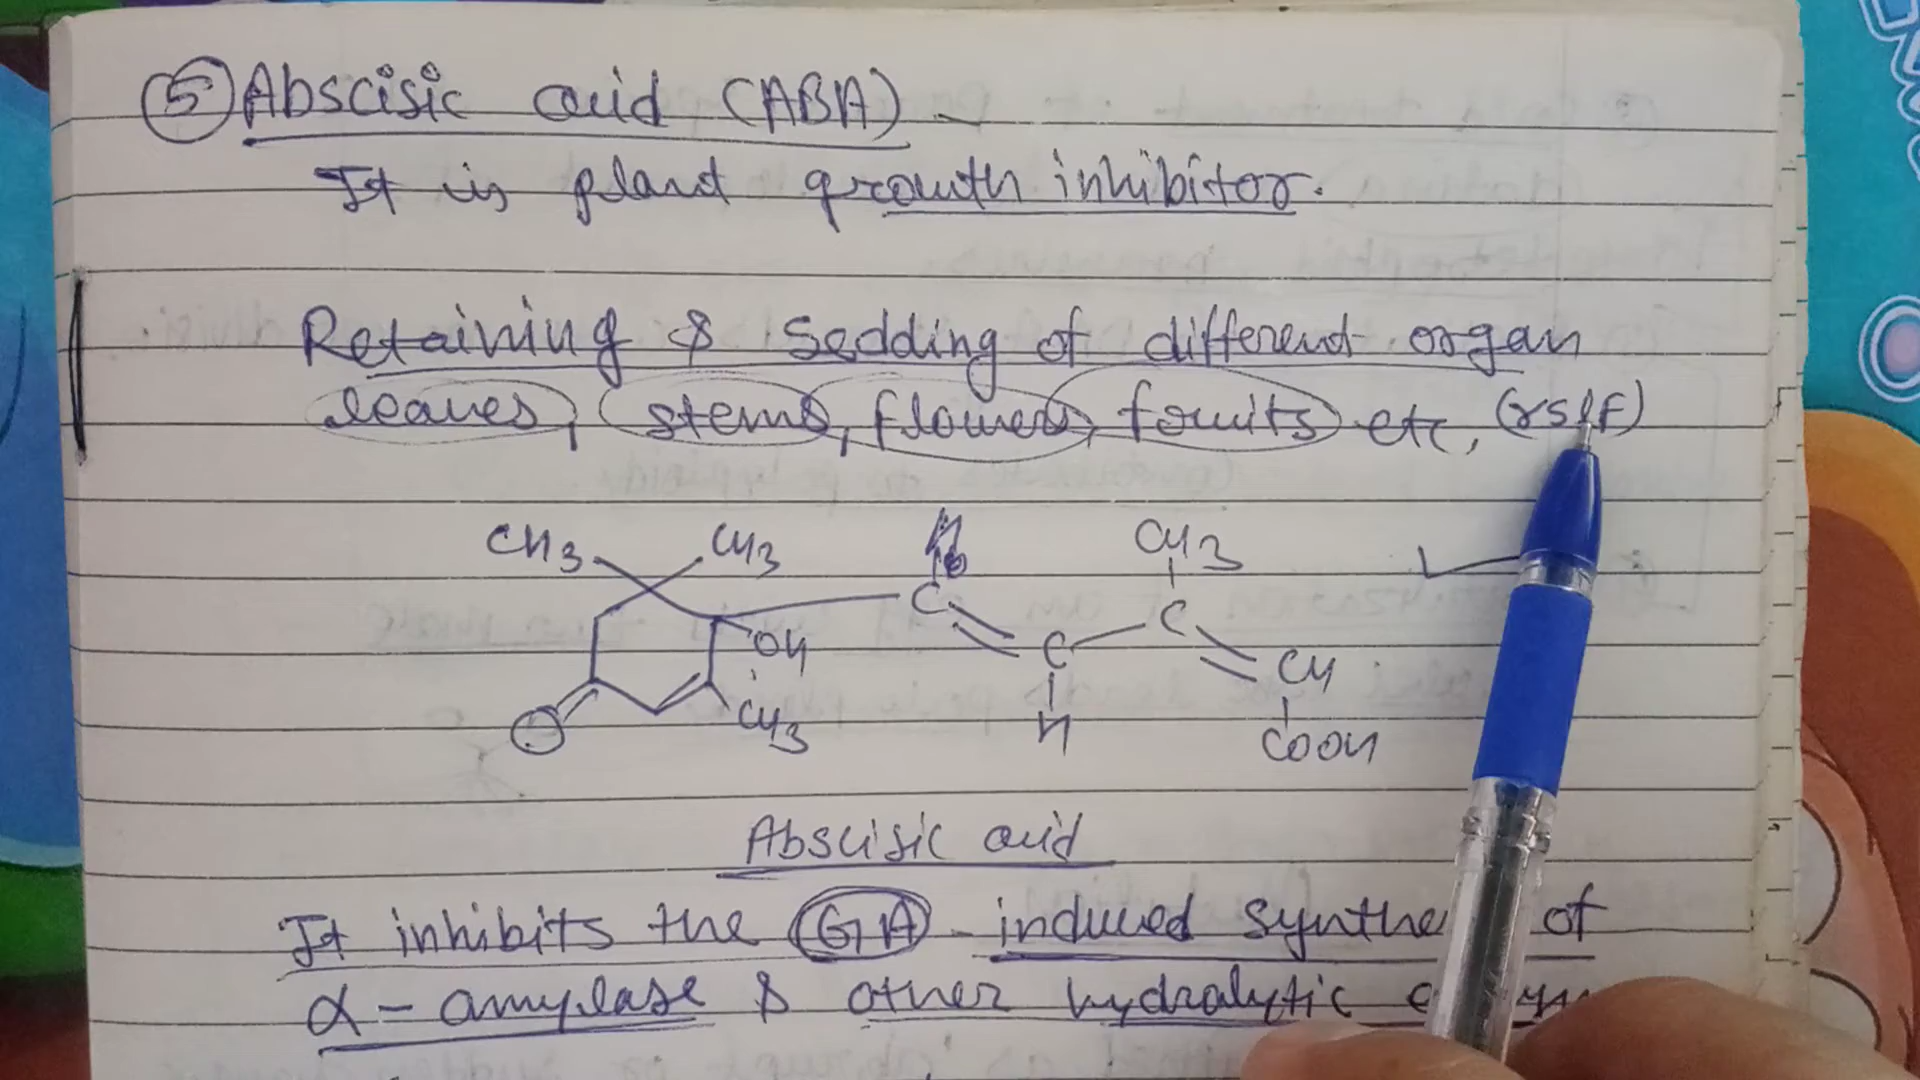 5 Abscisic acid (ABA) -
It is plant growth inhibitor.
Retaining & Sedding of different organ
leaves, stems, flowers, fruits etc, (rslF)
CH3 CH3 H CH3
C C
OH C CH
O CH3 H COOH
Abscisic acid
It inhibits the GA - induced synthe of
α - amylase & other hydralytic